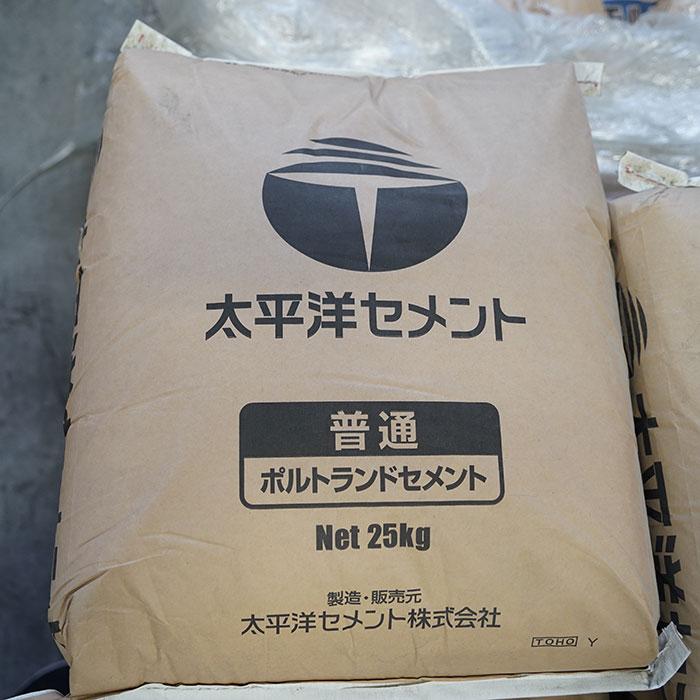 太平洋セメント
普通
ポルトランドセメント
Net 25kg
製造・販売元
太平洋セメント株式会社
TOHO Y